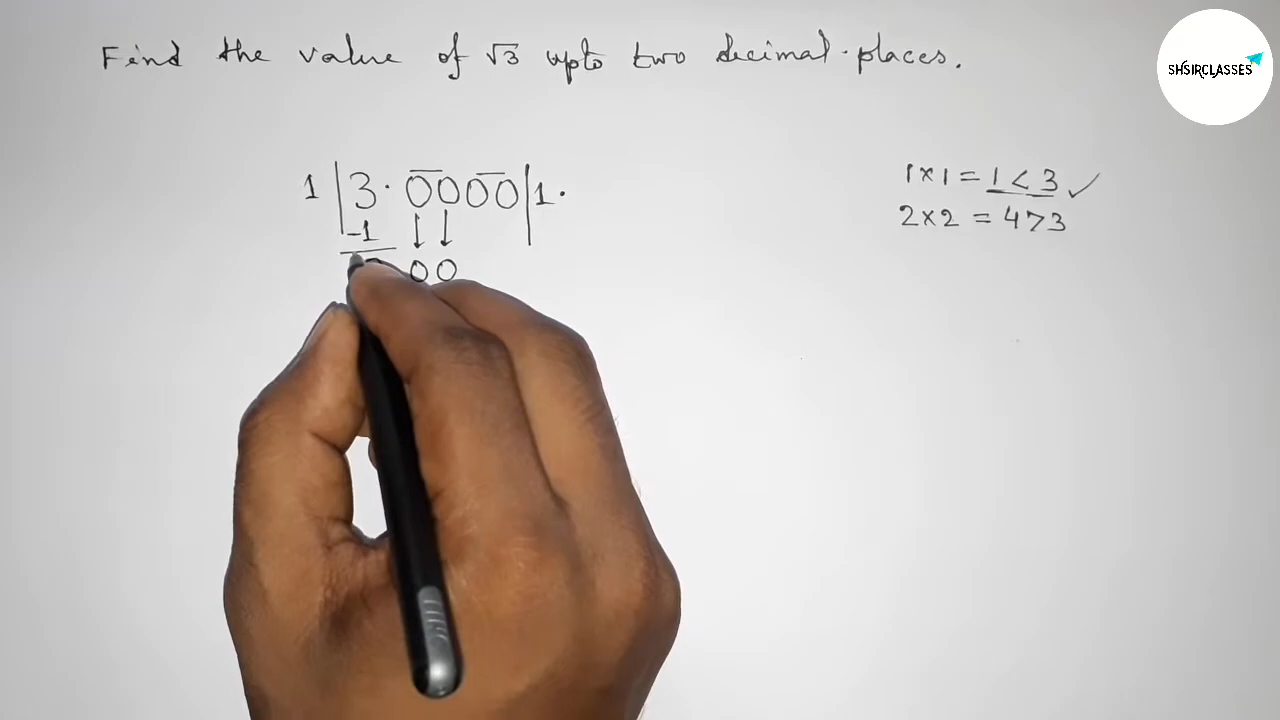 Find the value of √3 upto two decimal places.
SHSIRCLASSES
1×1 = 1 < 3 ✓
2×2 = 4 > 3
1 | 3. 00 00 | 1.
-1
00